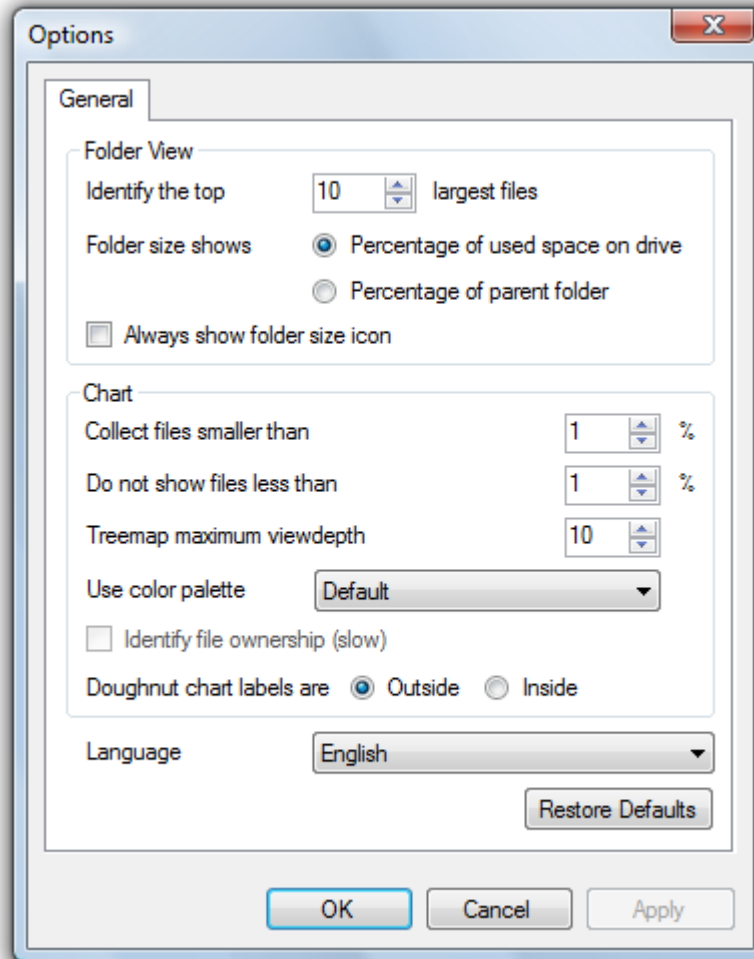 Options
General
Folder View
Identify the top 10 largest files
Folder size shows Percentage of used space on drive
Percentage of parent folder
Always show folder size icon
Chart
Collect files smaller than 1 %
Do not show files less than 1 %
Treemap maximum viewdepth 10
Use color palette Default
Identify file ownership (slow)
Doughnut chart labels are Outside Inside
Language English
Restore Defaults
OK Cancel Apply